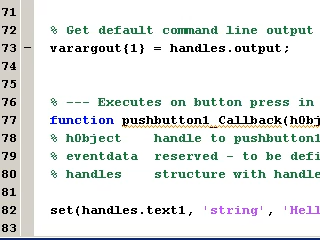 71
72 % Get default command line output
73 – varargout{1} = handles.output;
74
75
76 % --- Executes on button press in
77 function pushbutton1_Callback(hObj
78 % hObject handle to pushbutton1
79 % eventdata reserved - to be defi
80 % handles structure with handle
81
82 set(handles.text1, 'string', 'Hell
83